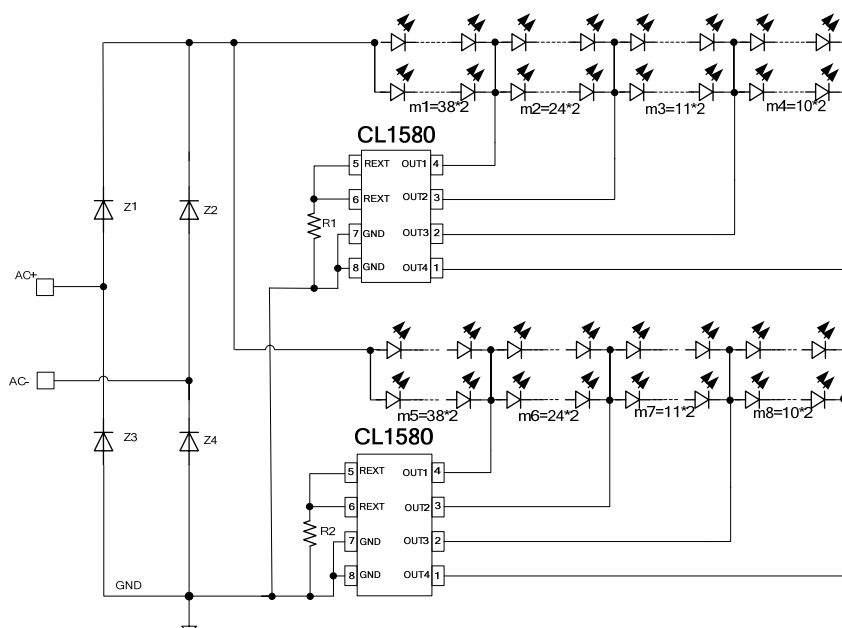 m1=38*2 m2=24*2 m3=11*2 m4=10*2
CL1580
5 REXT OUT1 4
6 REXT OUT2 3
R1
7 GND OUT3 2
8 GND OUT4 1
Z1 Z2
AC+
AC-
m5=38*2 m6=24*2 m7=11*2 m8=10*2
CL1580
Z3 Z4
5 REXT OUT1 4
6 REXT OUT2 3
R2
7 GND OUT3 2
8 GND OUT4 1
GND